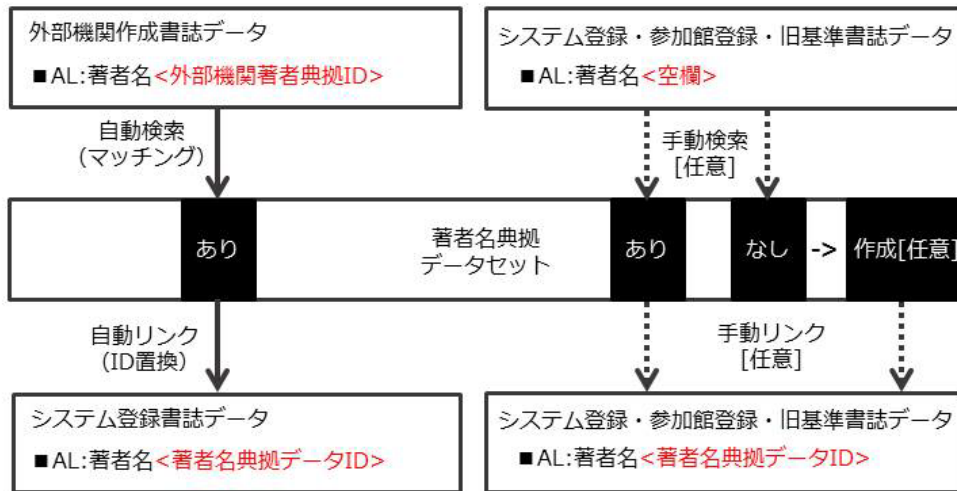 外部機関作成書誌データ
■AL:著者名<外部機関著者典拠ID>
システム登録・参加館登録・旧基準書誌データ
■AL:著者名<空欄>
自動検索
（マッチング）
手動検索
[任意]
あり
著者名典拠
データセット
あり
なし
->
作成[任意]
自動リンク
（ID置換）
手動リンク
[任意]
システム登録書誌データ
■AL:著者名<著者名典拠データID>
システム登録・参加館登録・旧基準書誌データ
■AL:著者名<著者名典拠データID>